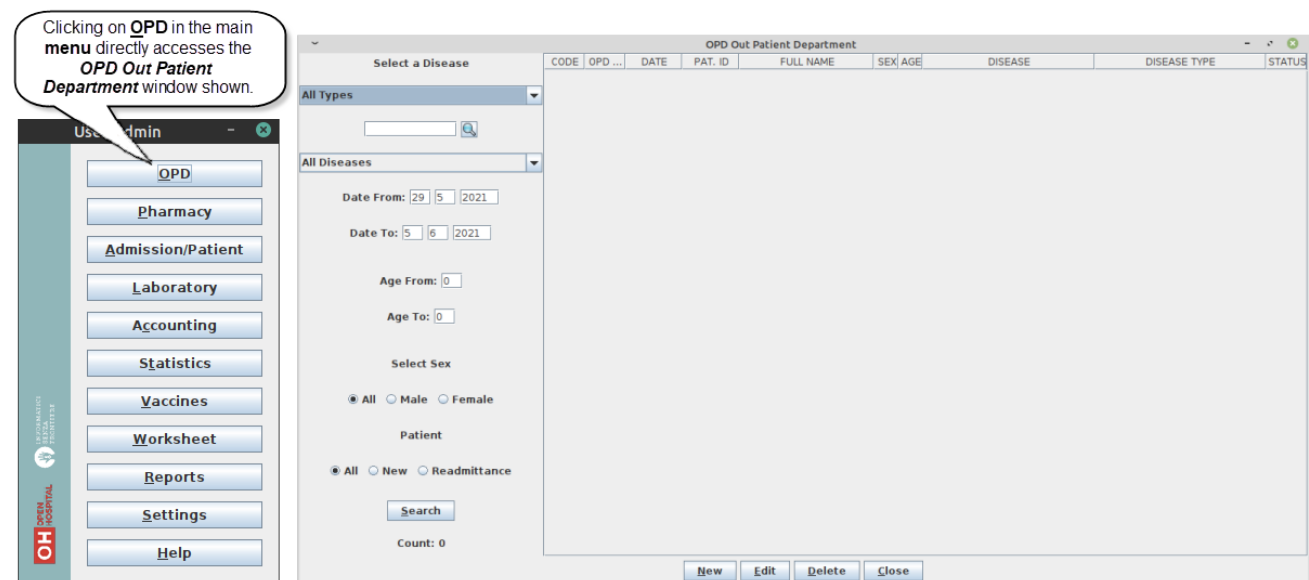 Clicking on OPD in the main
menu directly accesses the
OPD Out Patient
Department window shown.
OPD
Pharmacy
Admission/Patient
Laboratory
Accounting
Statistics
Vaccines
Worksheet
Reports
Settings
Help
INFORMATICI
SENZA
FRONTIERE
OH OPEN
HOSPITAL
OPD Out Patient Department
Select a Disease
All Types
All Diseases
Date From: 29 5 2021
Date To: 5 6 2021
Age From: 0
Age To: 0
Select Sex
All Male Female
Patient
All New Readmittance
Search
Count: 0
CODE OPD ... DATE PAT. ID FULL NAME SEX AGE DISEASE DISEASE TYPE STATUS
New Edit Delete Close